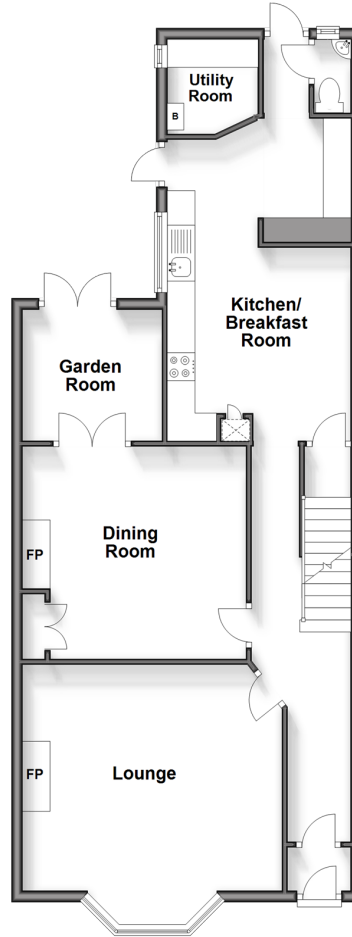 Utility
Room
B
Kitchen/
Breakfast
Room
Garden
Room
Dining
Room
FP
Lounge
FP